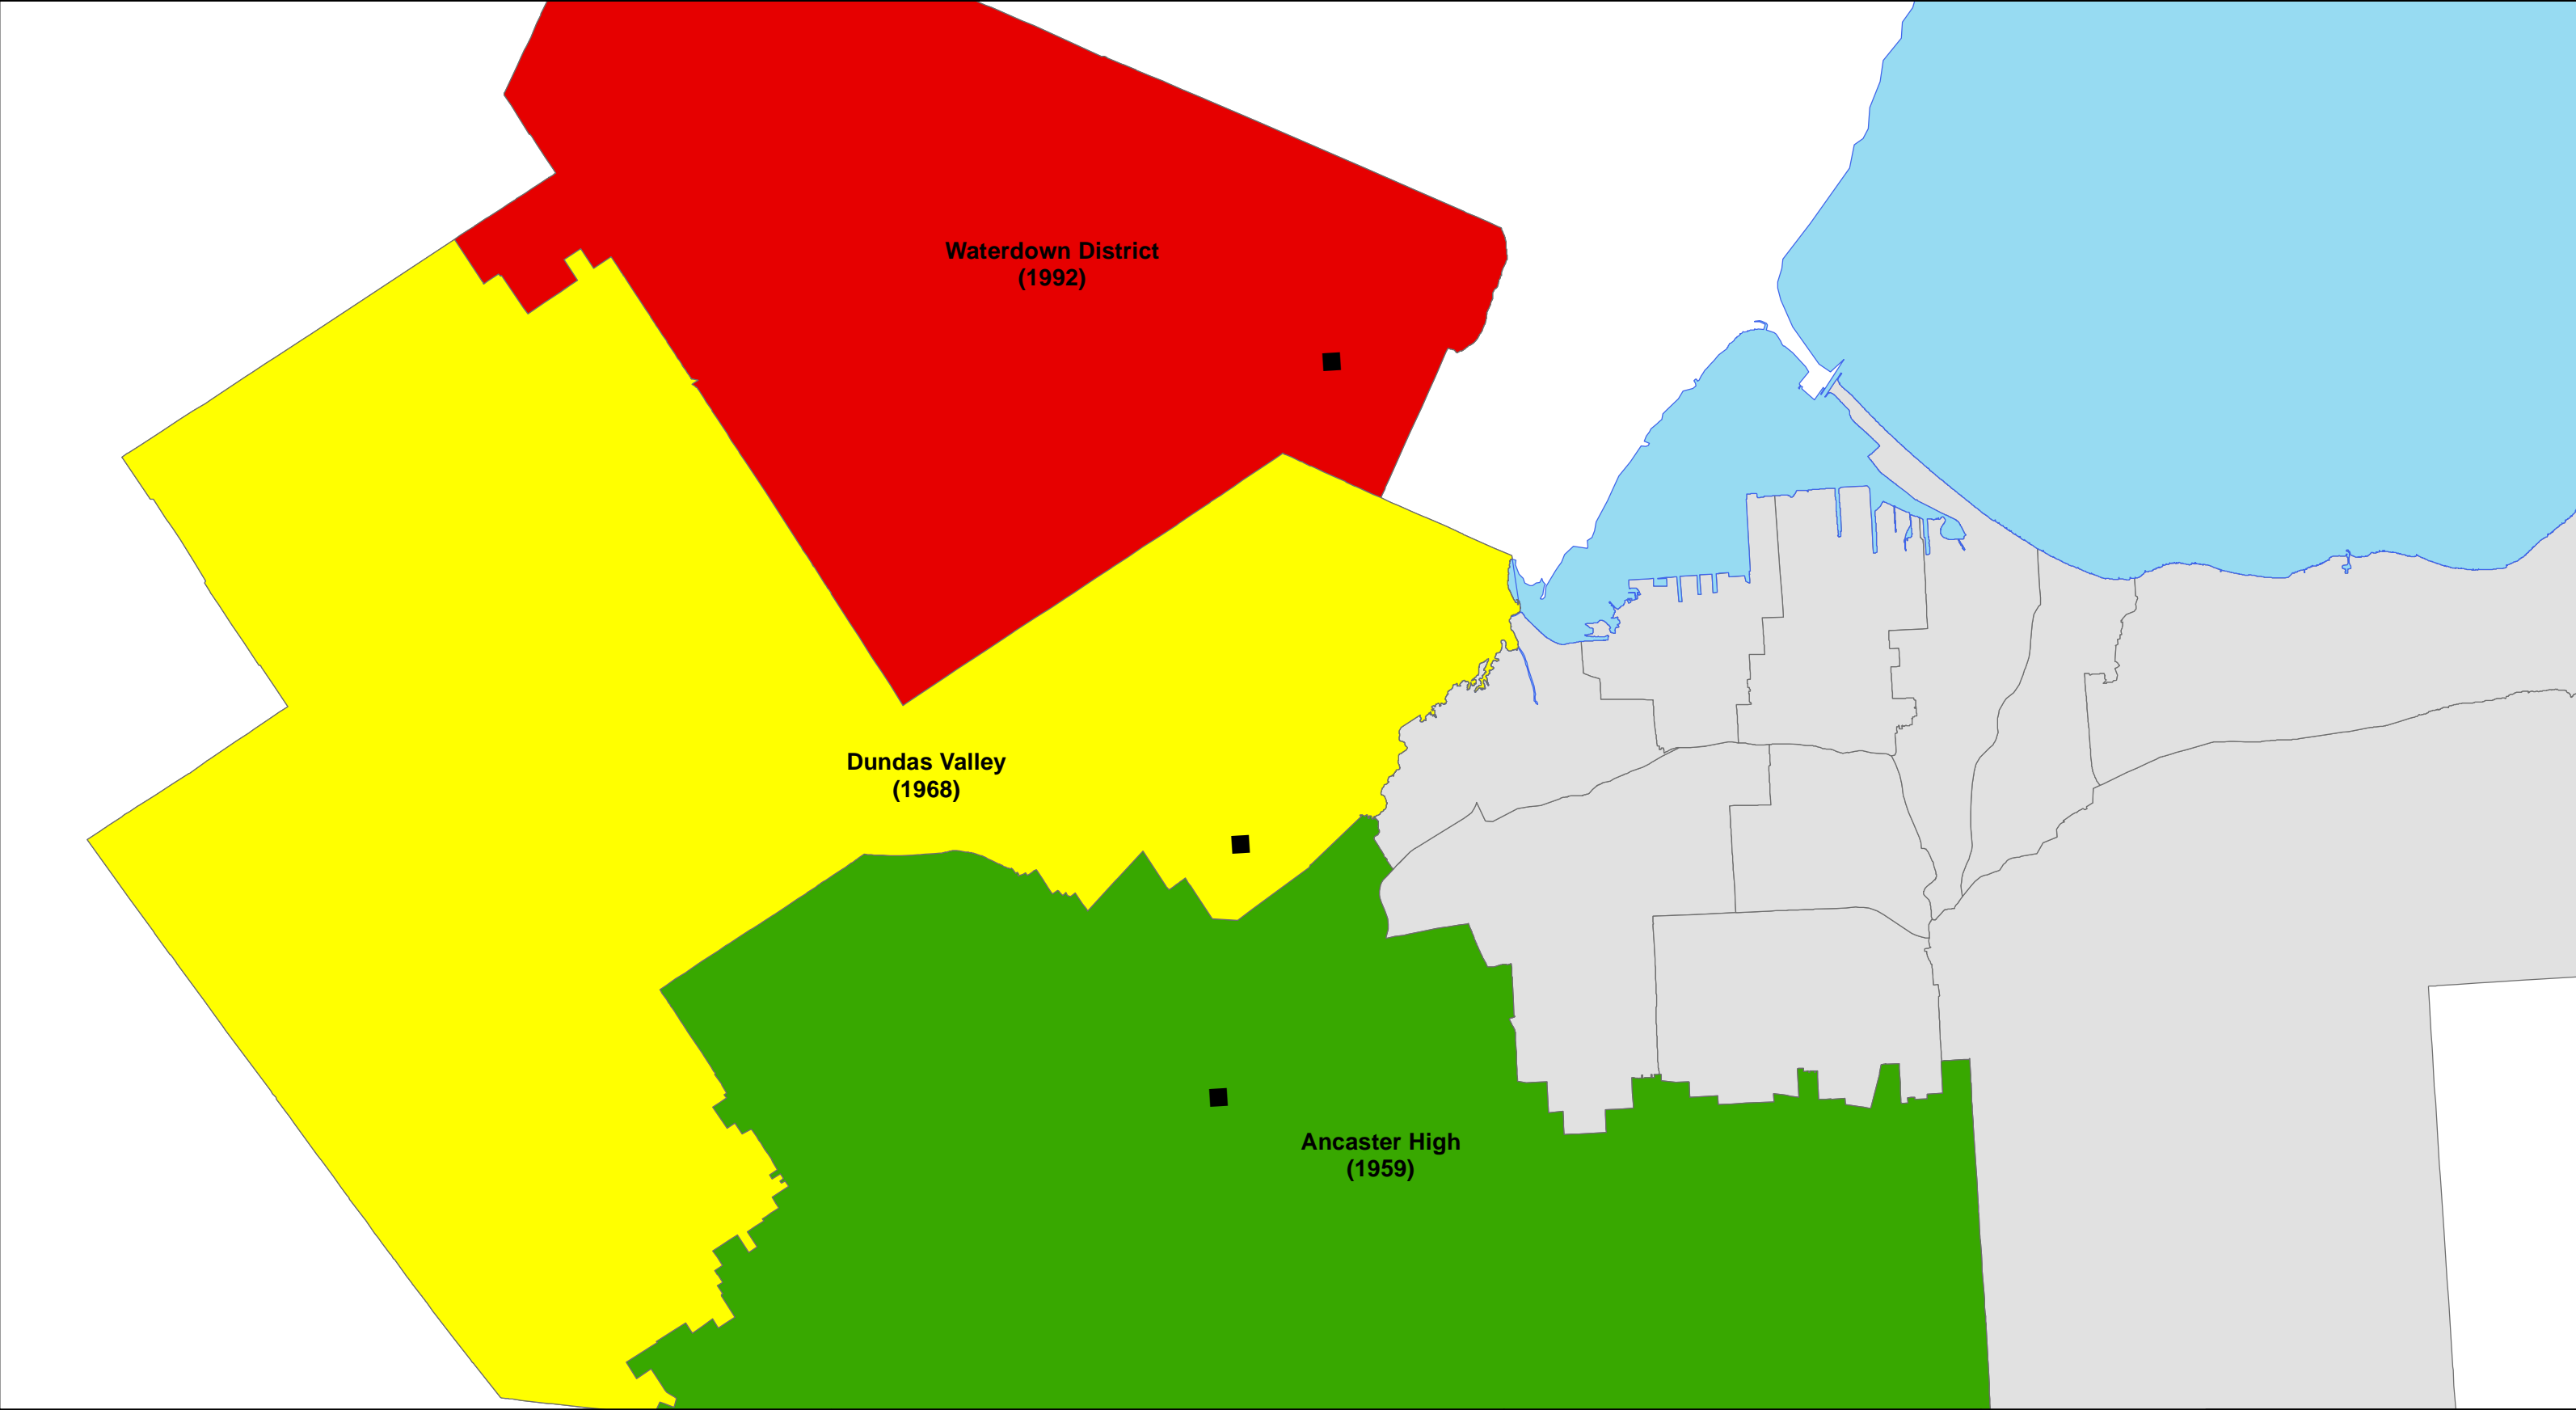 Waterdown District
(1992)
Dundas Valley
(1968)
Ancaster High
(1959)